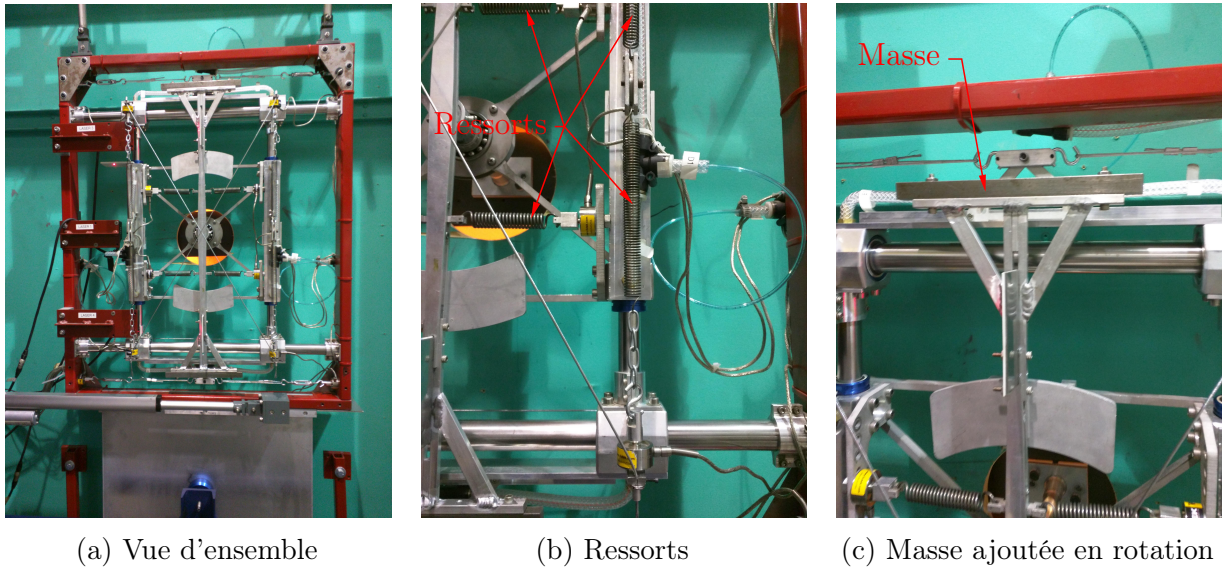 Masse
Ressorts
(a) Vue d'ensemble
(b) Ressorts
(c) Masse ajoutée en rotation